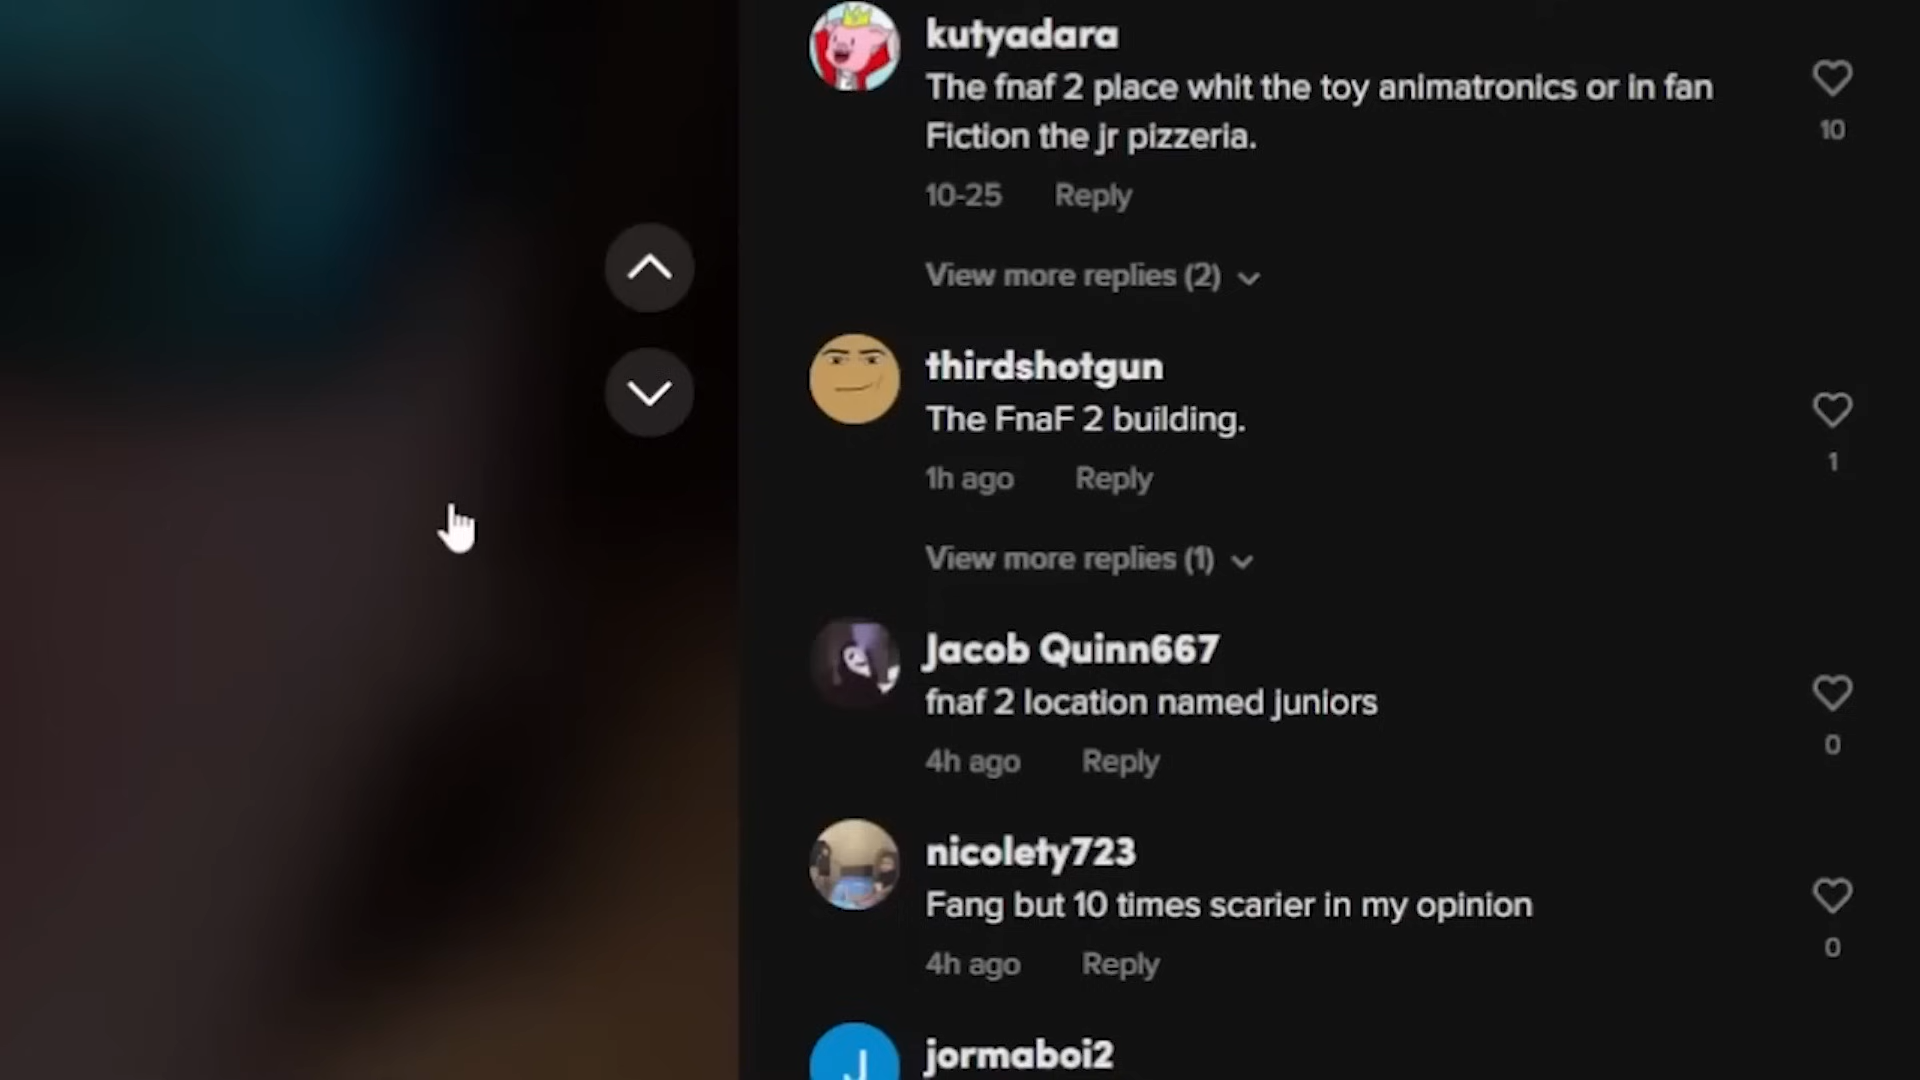 kutyadara
The fnaf 2 place whit the toy animatronics or in fan
Fiction the jr pizzeria.
10
10-25 Reply
View more replies (2)
thirdshotgun
The FnaF 2 building.
1
1h ago Reply
View more replies (1)
Jacob Quinn667
fnaf 2 location named juniors
0
4h ago Reply
nicolety723
Fang but 10 times scarier in my opinion
0
4h ago Reply
J
jormaboi2